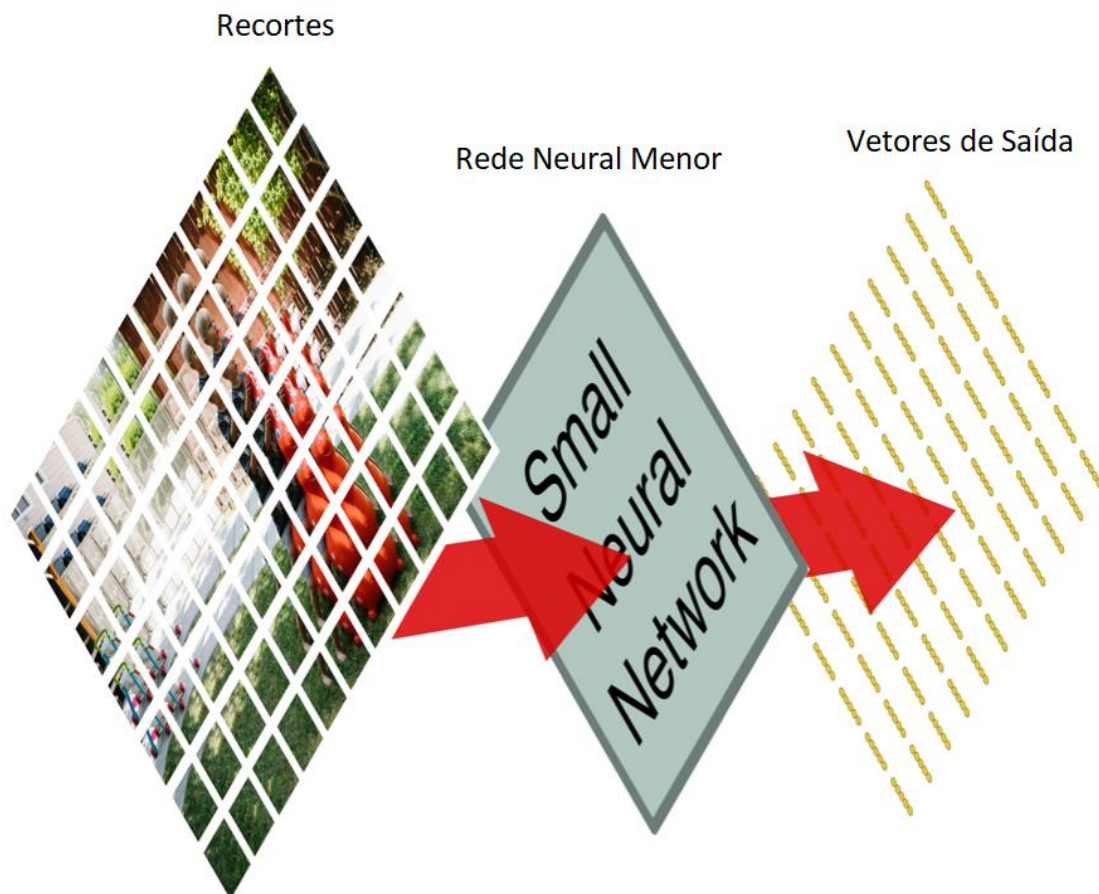 Recortes
Rede Neural Menor
Vetores de Saída
Small
Neural
Network